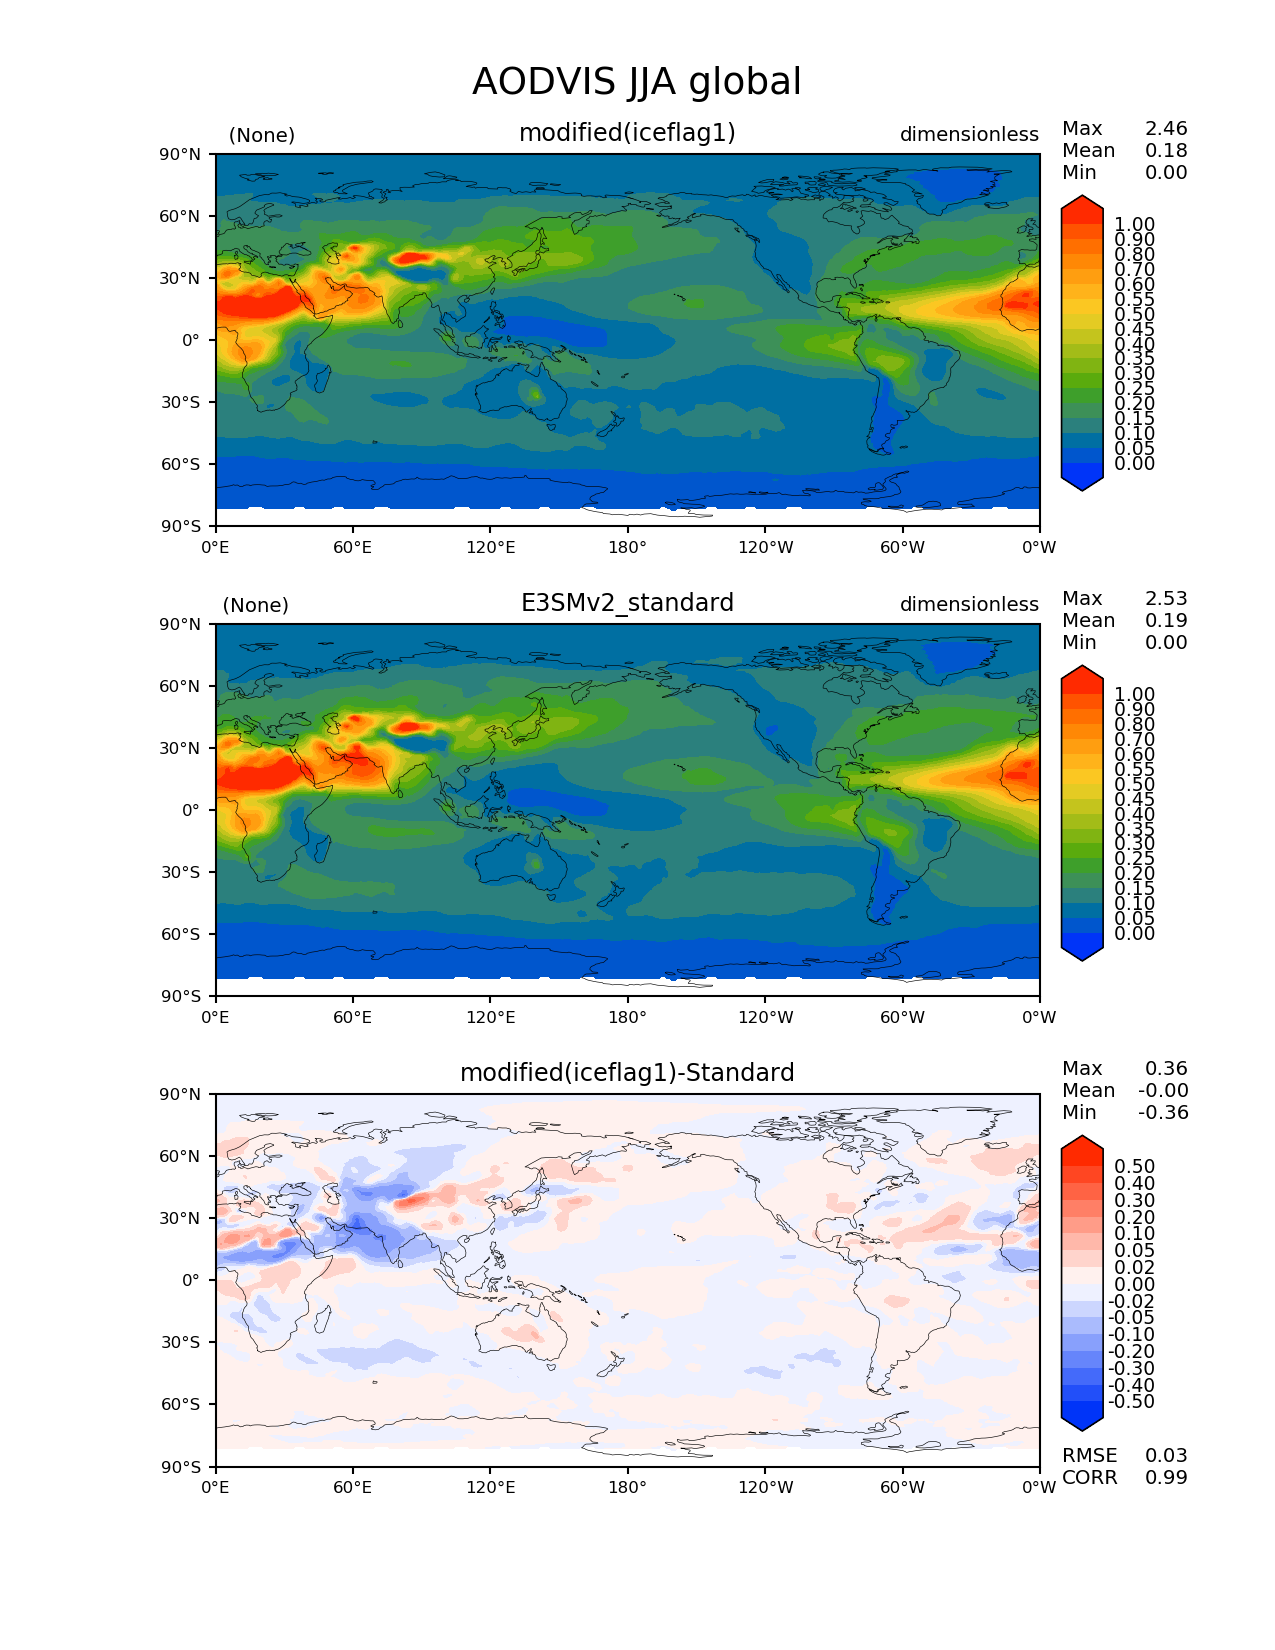 AODVIS JJA global
(None) modified(iceflag1) dimensionless
Max 2.46
Mean 0.18
Min 0.00
90°N
60°N
30°N
0°
30°S
60°S
90°S
0°E 60°E 120°E 180° 120°W 60°W 0°W
1.00
0.90
0.80
0.70
0.60
0.55
0.50
0.45
0.40
0.35
0.30
0.25
0.20
0.15
0.10
0.05
0.00
(None) E3SMv2_standard dimensionless
Max 2.53
Mean 0.19
Min 0.00
90°N
60°N
30°N
0°
30°S
60°S
90°S
0°E 60°E 120°E 180° 120°W 60°W 0°W
1.00
0.90
0.80
0.70
0.60
0.55
0.50
0.45
0.40
0.35
0.30
0.25
0.20
0.15
0.10
0.05
0.00
modified(iceflag1)-Standard
Max 0.36
Mean -0.00
Min -0.36
90°N
60°N
30°N
0°
30°S
60°S
90°S
0°E 60°E 120°E 180° 120°W 60°W 0°W
0.50
0.40
0.30
0.20
0.10
0.05
0.02
0.00
-0.02
-0.05
-0.10
-0.20
-0.30
-0.40
-0.50
RMSE 0.03
CORR 0.99